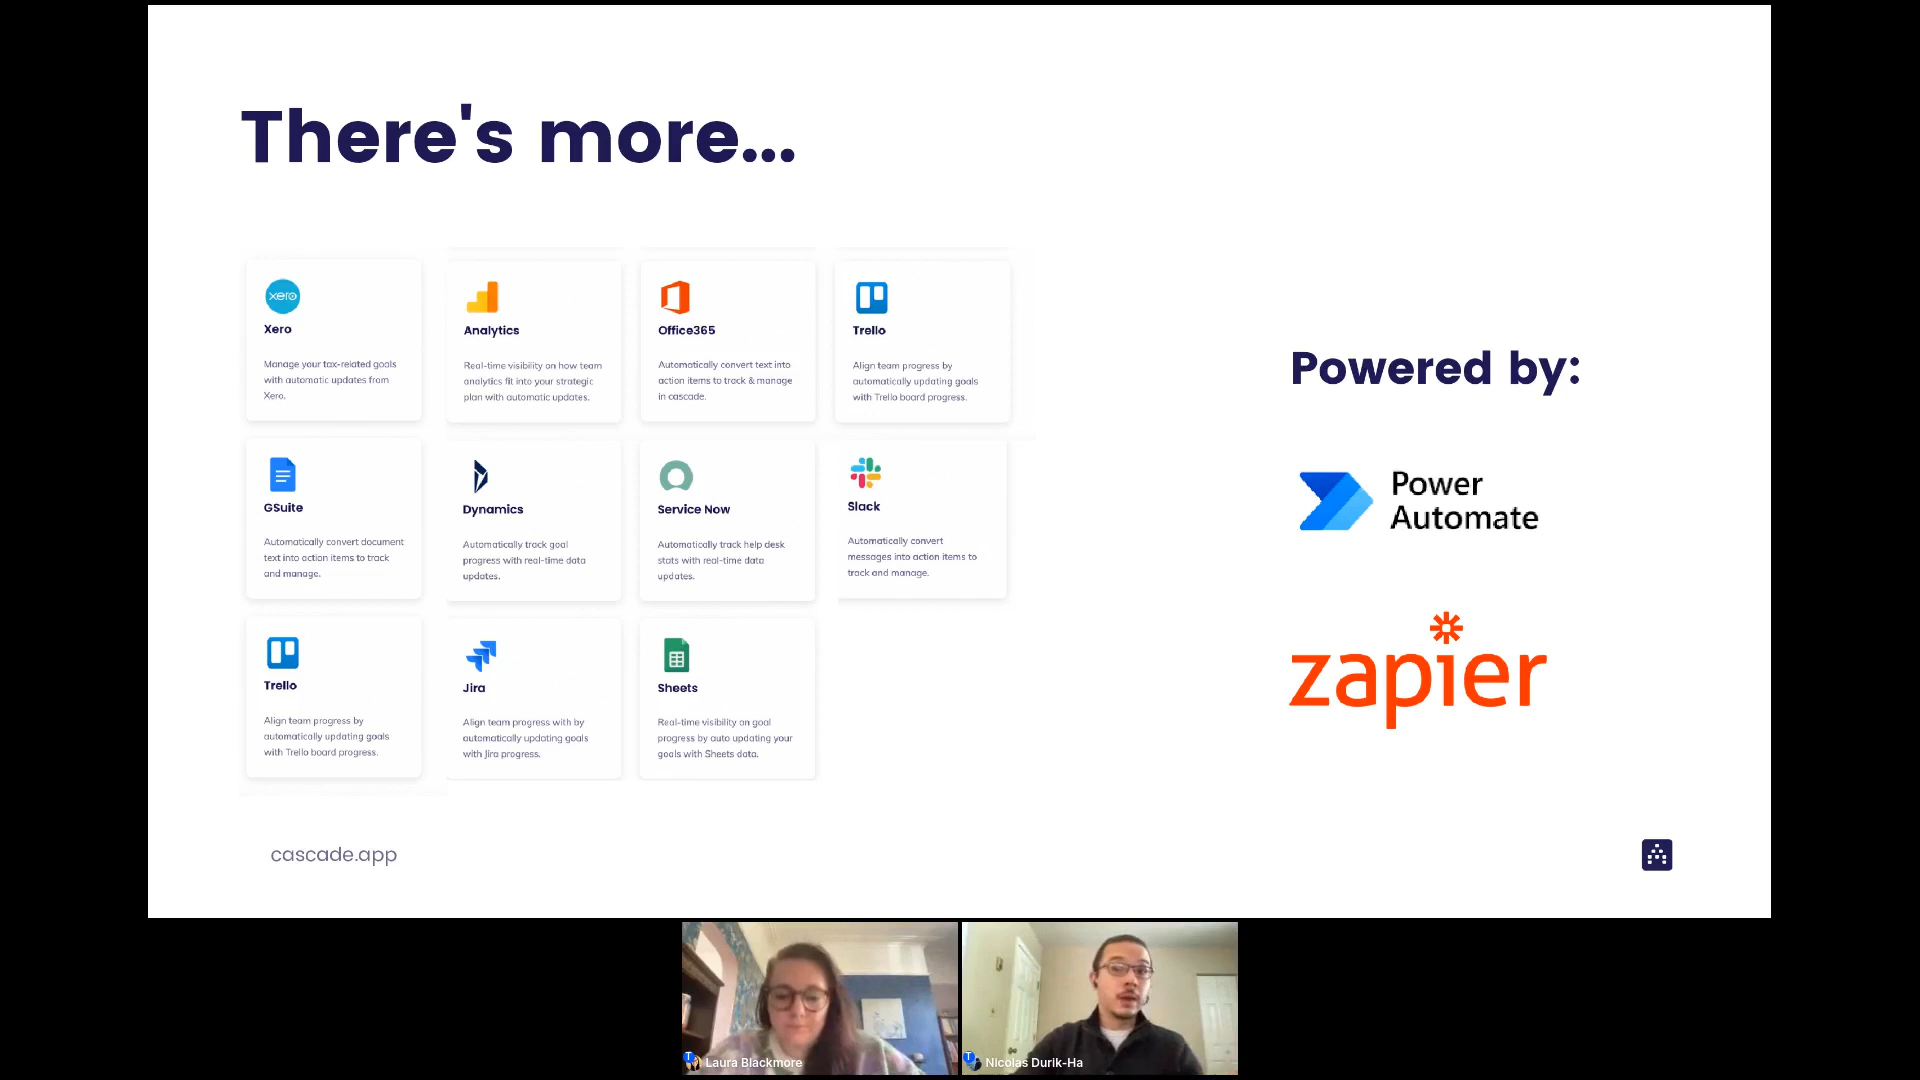 There's more...
xero
Xero
Manage your tax-related goals
with automatic updates from
Xero.
Analytics
Real-time visibility on how team
analytics fit into your strategic
plan with automatic updates.
Office365
Automatically convert text into
action items to track & manage
in cascade.
Trello
Align team progress by
automatically updating goals
with Trello board progress.
GSuite
Automatically convert document
text into action items to track
and manage.
Dynamics
Automatically track goal
progress with real-time data
updates.
Service Now
Automatically track help desk
stats with real-time data
updates.
Slack
Automatically convert
messages into action items to
track and manage.
Trello
Align team progress by
automatically updating goals
with Trello board progress.
Jira
Align team progress with by
automatically updating goals
with Jira progress.
Sheets
Real-time visibility on goal
progress by auto updating your
goals with Sheets data.
Powered by:
Power
Automate
zapier
cascade.app
T
Laura Blackmore
T
Nicolas Durik-Ha